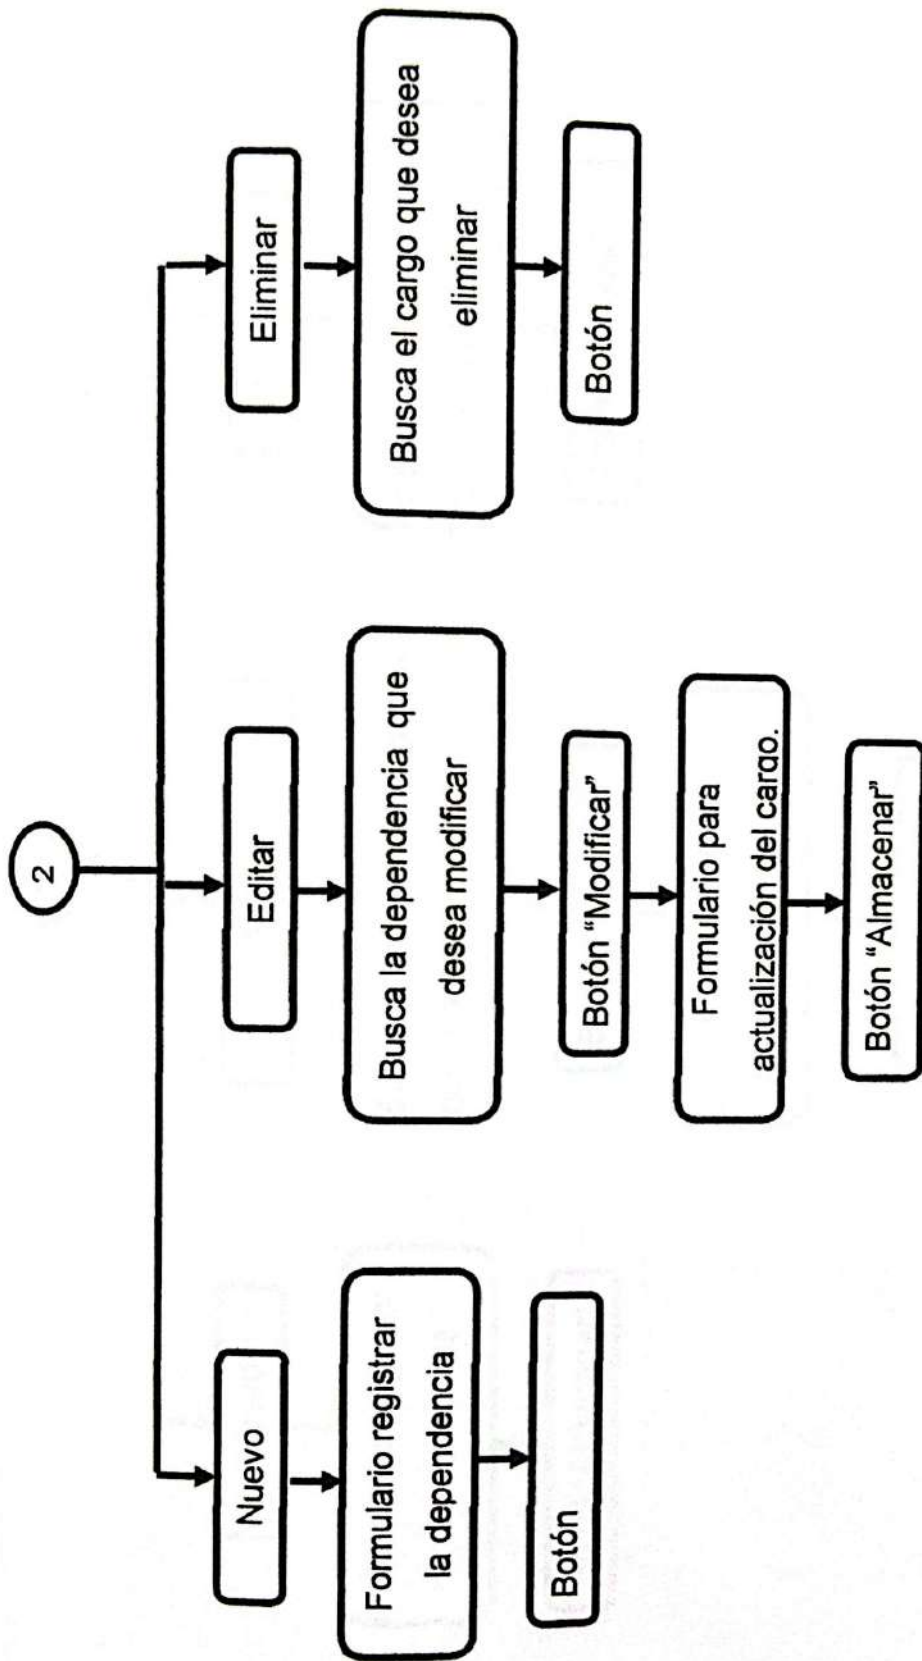 2
Nuevo
Formulario registrar
la dependencia
Botón
Editar
Busca la dependencia que
desea modificar
Botón “Modificar”
Formulario para
actualización del cargo.
Botón “Almacenar”
Eliminar
Busca el cargo que desea
eliminar
Botón